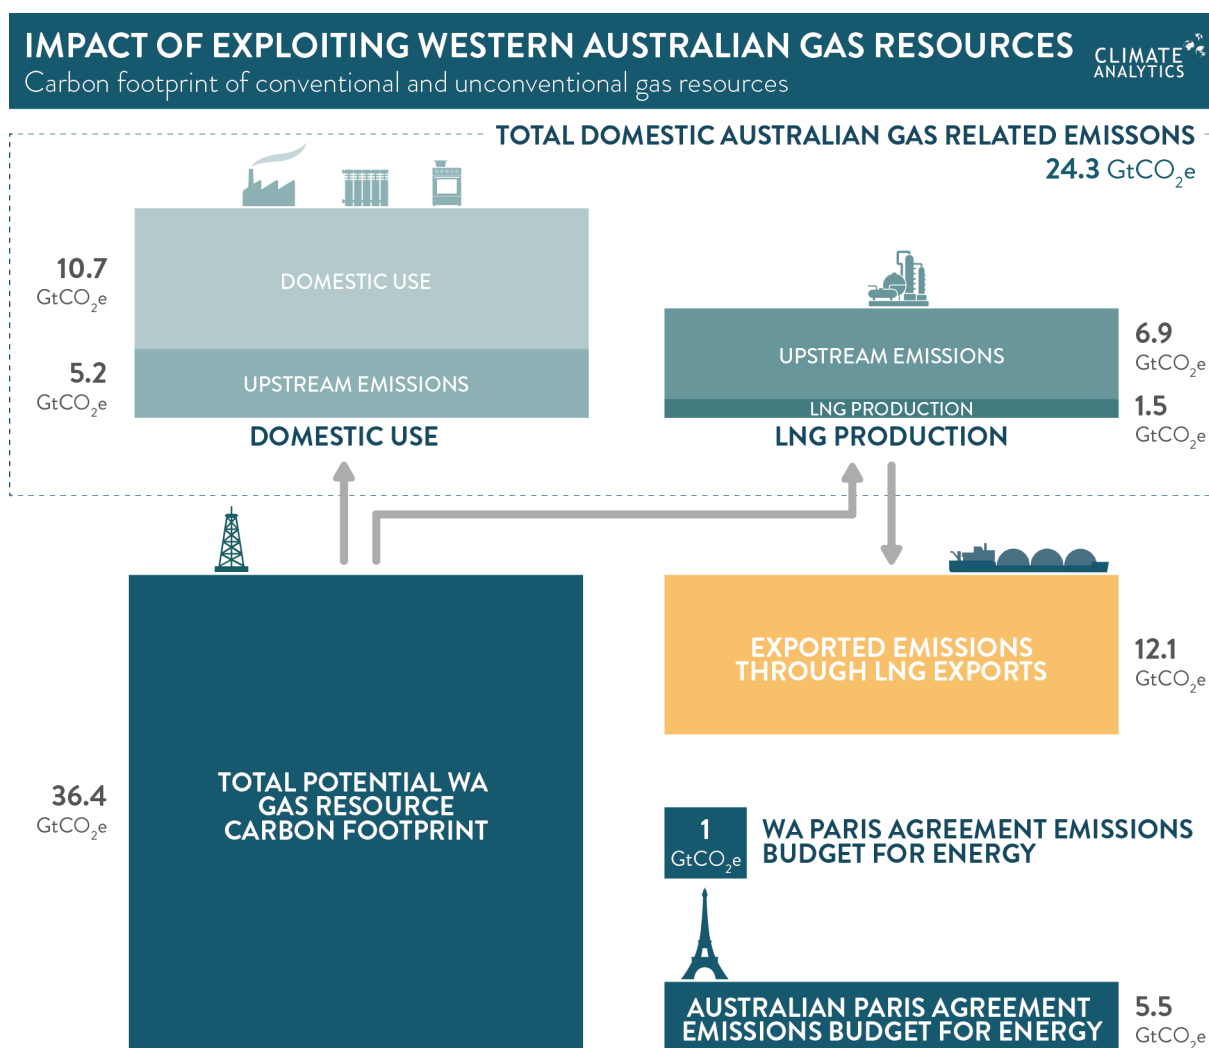 IMPACT OF EXPLOITING WESTERN AUSTRALIAN GAS RESOURCES
Carbon footprint of conventional and unconventional gas resources
CLIMATE
ANALYTICS
TOTAL DOMESTIC AUSTRALIAN GAS RELATED EMISSONS
24.3 GtCO₂e
10.7
GtCO₂e
DOMESTIC USE
5.2
GtCO₂e
UPSTREAM EMISSIONS
DOMESTIC USE
UPSTREAM EMISSIONS
6.9
GtCO₂e
LNG PRODUCTION
1.5
GtCO₂e
LNG PRODUCTION
36.4
GtCO₂e
TOTAL POTENTIAL WA
GAS RESOURCE
CARBON FOOTPRINT
EXPORTED EMISSIONS
THROUGH LNG EXPORTS
12.1
GtCO₂e
1
GtCO₂e
WA PARIS AGREEMENT EMISSIONS
BUDGET FOR ENERGY
AUSTRALIAN PARIS AGREEMENT
EMISSIONS BUDGET FOR ENERGY
5.5
GtCO₂e